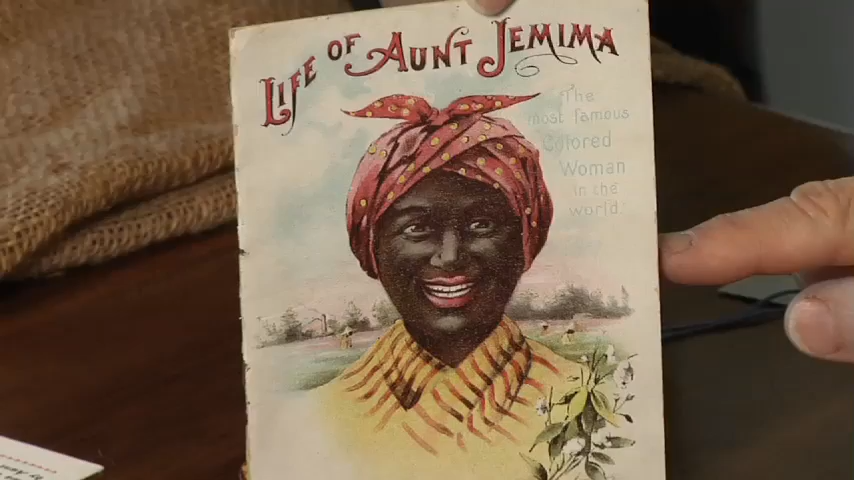 LIFE OF AUNT JEMIMA
The
most famous
Colored
Woman
in the
world